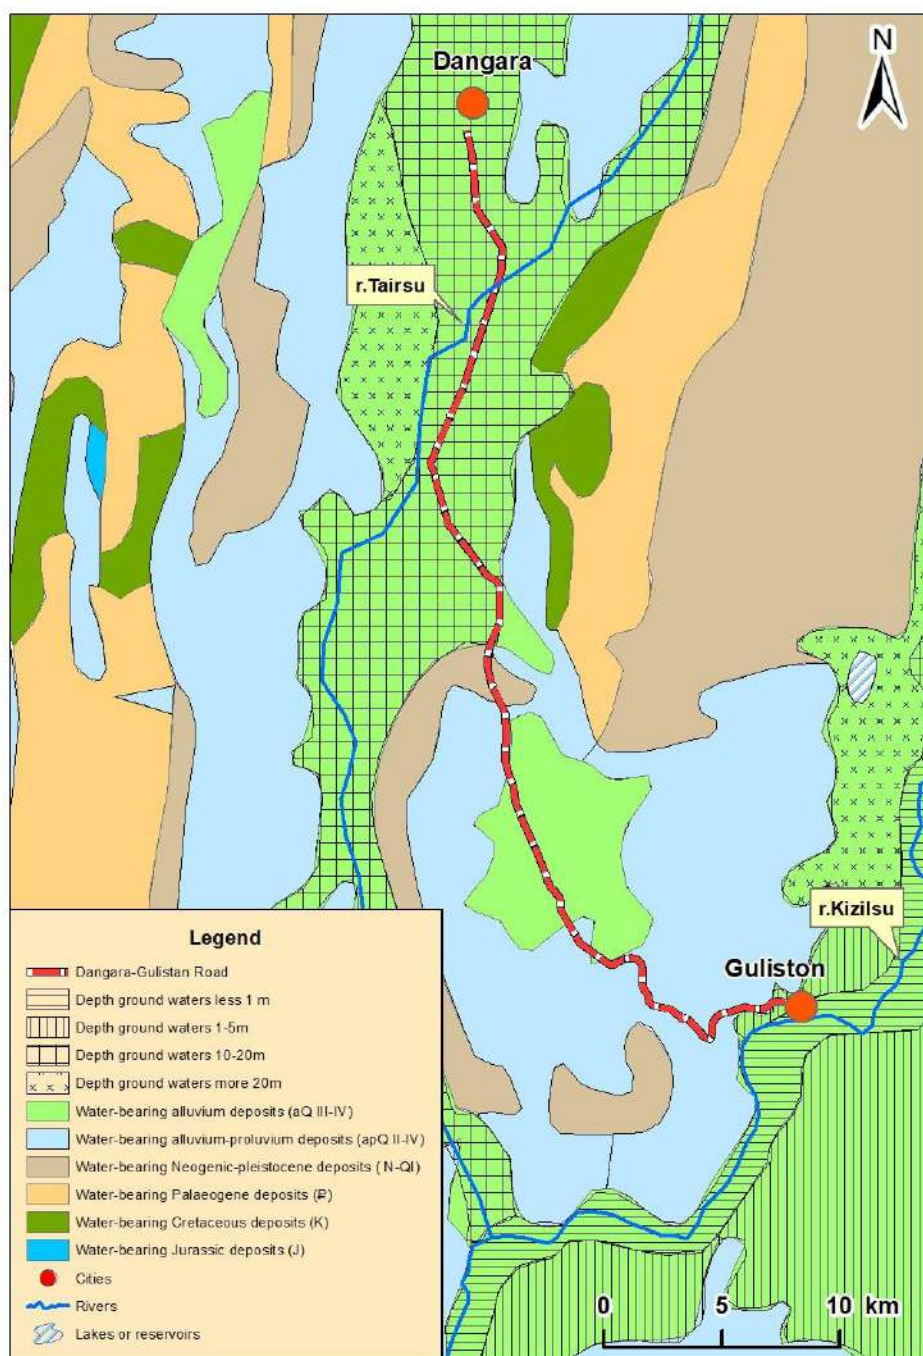 N
Dangara
r.Tairsu
r.Kizilsu
Guliston
Legend
Dangara-Gulistan Road
Depth ground waters less 1 m
Depth ground waters 1-5m
Depth ground waters 10-20m
Depth ground waters more 20m
Water-bearing alluvium deposits (aQ III-IV)
Water-bearing alluvium-proluvium deposits (apQ II-IV)
Water-bearing Neogenic-pleistocene deposits ( N-QI)
Water-bearing Palaeogene deposits (₽)
Water-bearing Cretaceous deposits (K)
Water-bearing Jurassic deposits (J)
Cities
Rivers
Lakes or reservoirs
0 5 10 km